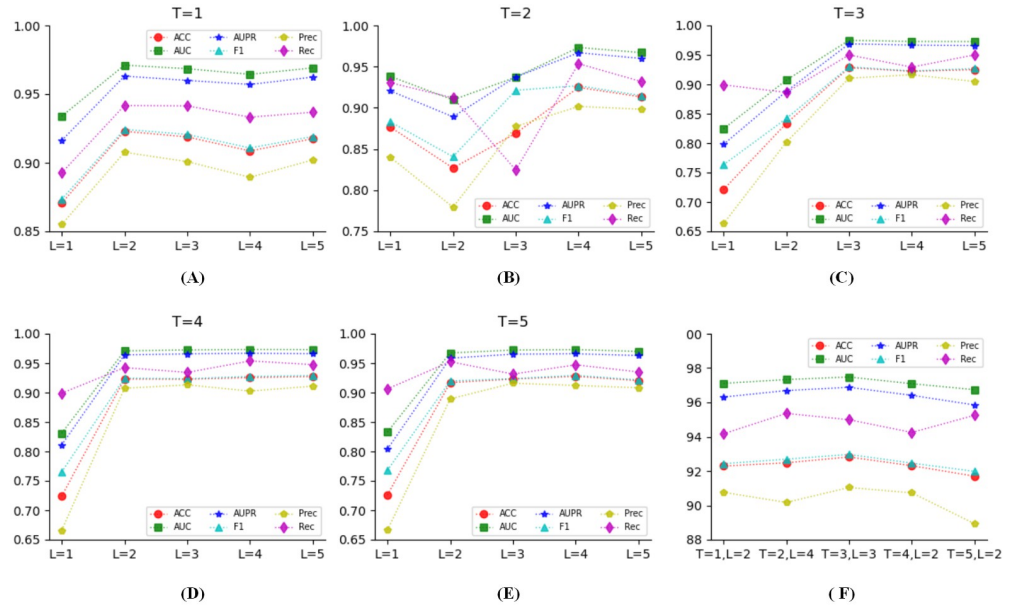 T=1
1.00
0.95
0.90
0.85
ACC AUPR Prec
AUC F1 Rec
L=1 L=2 L=3 L=4 L=5
(A)
T=2
1.00
0.95
0.90
0.85
0.80
0.75
ACC AUPR Prec
AUC F1 Rec
L=1 L=2 L=3 L=4 L=5
(B)
T=3
1.00
0.95
0.90
0.85
0.80
0.75
0.70
0.65
ACC AUPR Prec
AUC F1 Rec
L=1 L=2 L=3 L=4 L=5
(C)
T=4
1.00
0.95
0.90
0.85
0.80
0.75
0.70
0.65
ACC AUPR Prec
AUC F1 Rec
L=1 L=2 L=3 L=4 L=5
(D)
T=5
1.00
0.95
0.90
0.85
0.80
0.75
0.70
0.65
ACC AUPR Prec
AUC F1 Rec
L=1 L=2 L=3 L=4 L=5
(E)
00
98
96
94
92
90
88
ACC AUPR Prec
AUC F1 Rec
T=1,L=2 T=2,L=4 T=3,L=3 T=4,L=2 T=5,L=2
( F)